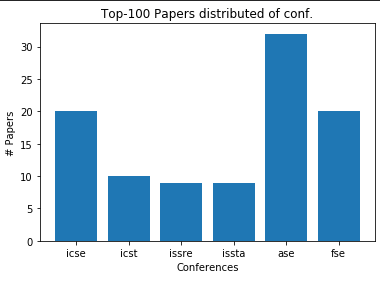 Top-100 Papers distributed of conf.
30
25
20
15
10
5
0
# Papers
icse icst issre issta ase fse
Conferences